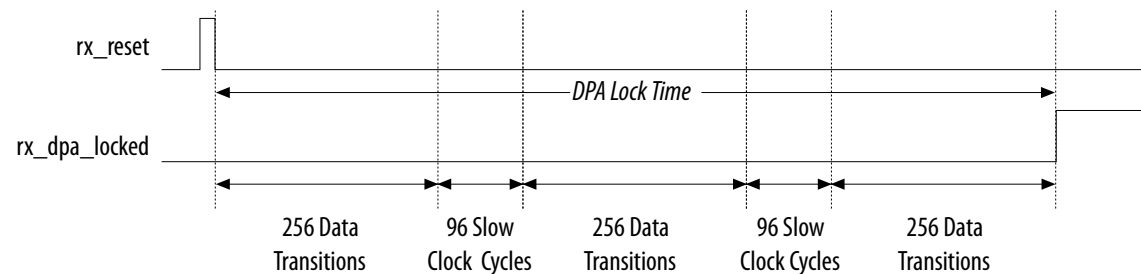 rx_reset
DPA Lock Time
rx_dpa_locked
256 Data
Transitions
96 Slow
Clock Cycles
256 Data
Transitions
96 Slow
Clock Cycles
256 Data
Transitions